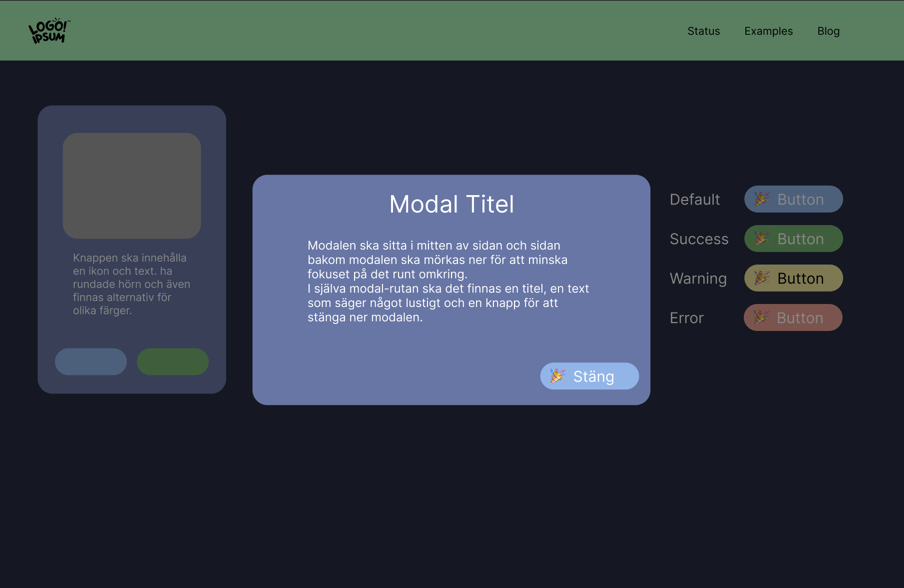 LOGO!
IPSUM
Status
Examples
Blog
Knappen ska innehålla
en ikon och text. ha
rundade hörn och även
finnas alternativ för
olika färger.
Modal Titel
Modalen ska sitta i mitten av sidan och sidan
bakom modalen ska mörkas ner för att minska
fokuset på det runt omkring.
I själva modal-rutan ska det finnas en titel, en text
som säger något lustigt och en knapp för att
stänga ner modalen.
Stäng
Default
Button
Success
Button
Warning
Button
Error
Button